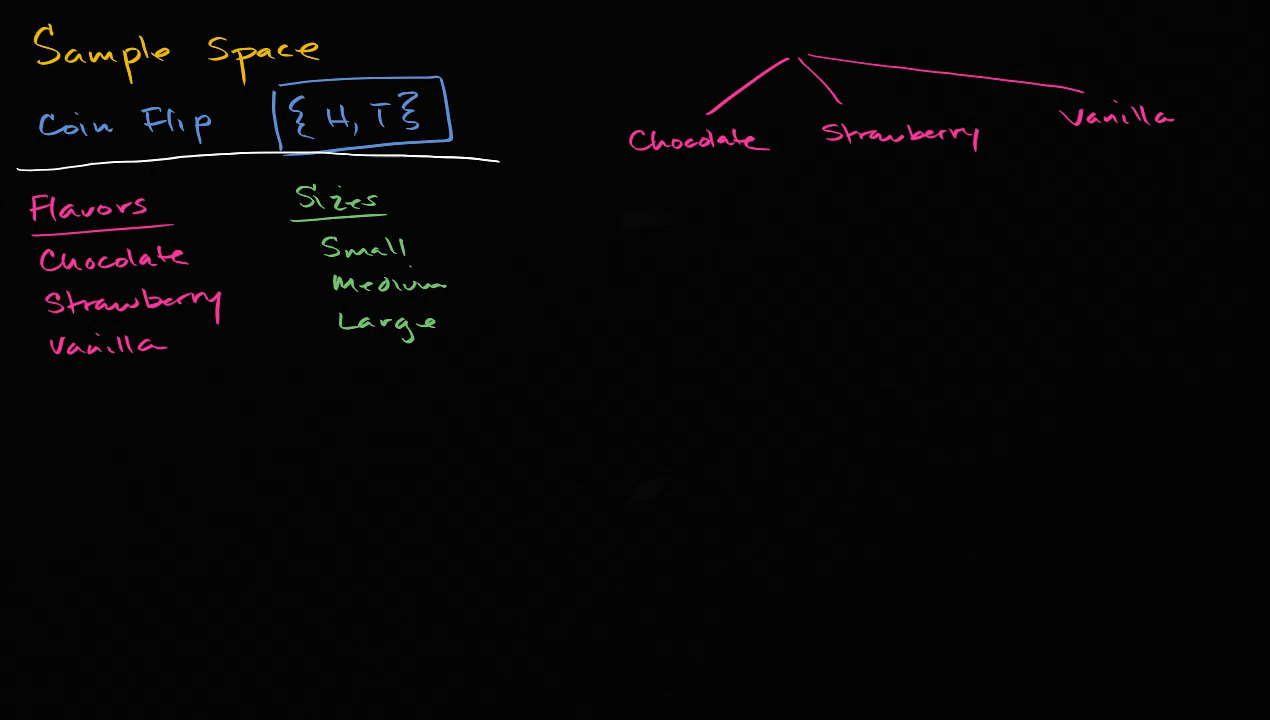 Sample Space
Coin Flip {H, T}
Flavors
Chocolate
Strawberry
Vanilla
Sizes
Small
Medium
Large
Chocolate Strawberry Vanilla